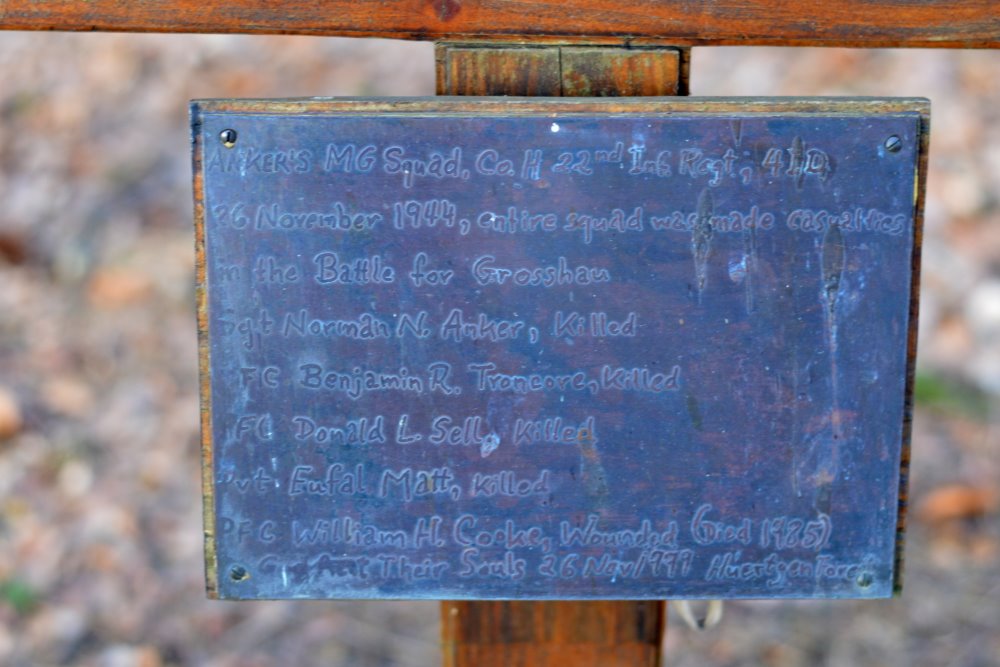 ANKER'S MG Squad, Co. H 22nd Inf Regt, 4ID
26 November 1944, entire squad was made casualties
in the Battle for Grosshau
Sgt Norman N. Anker, Killed
PFC Benjamin R. Troncore, Killed
PFC Donald L. Sell, Killed
Pvt Eufal Matt, Killed
PFC William H. Cooke, Wounded (Died 1985)
Their Souls 26 Nov/1991 Huertgen Forest